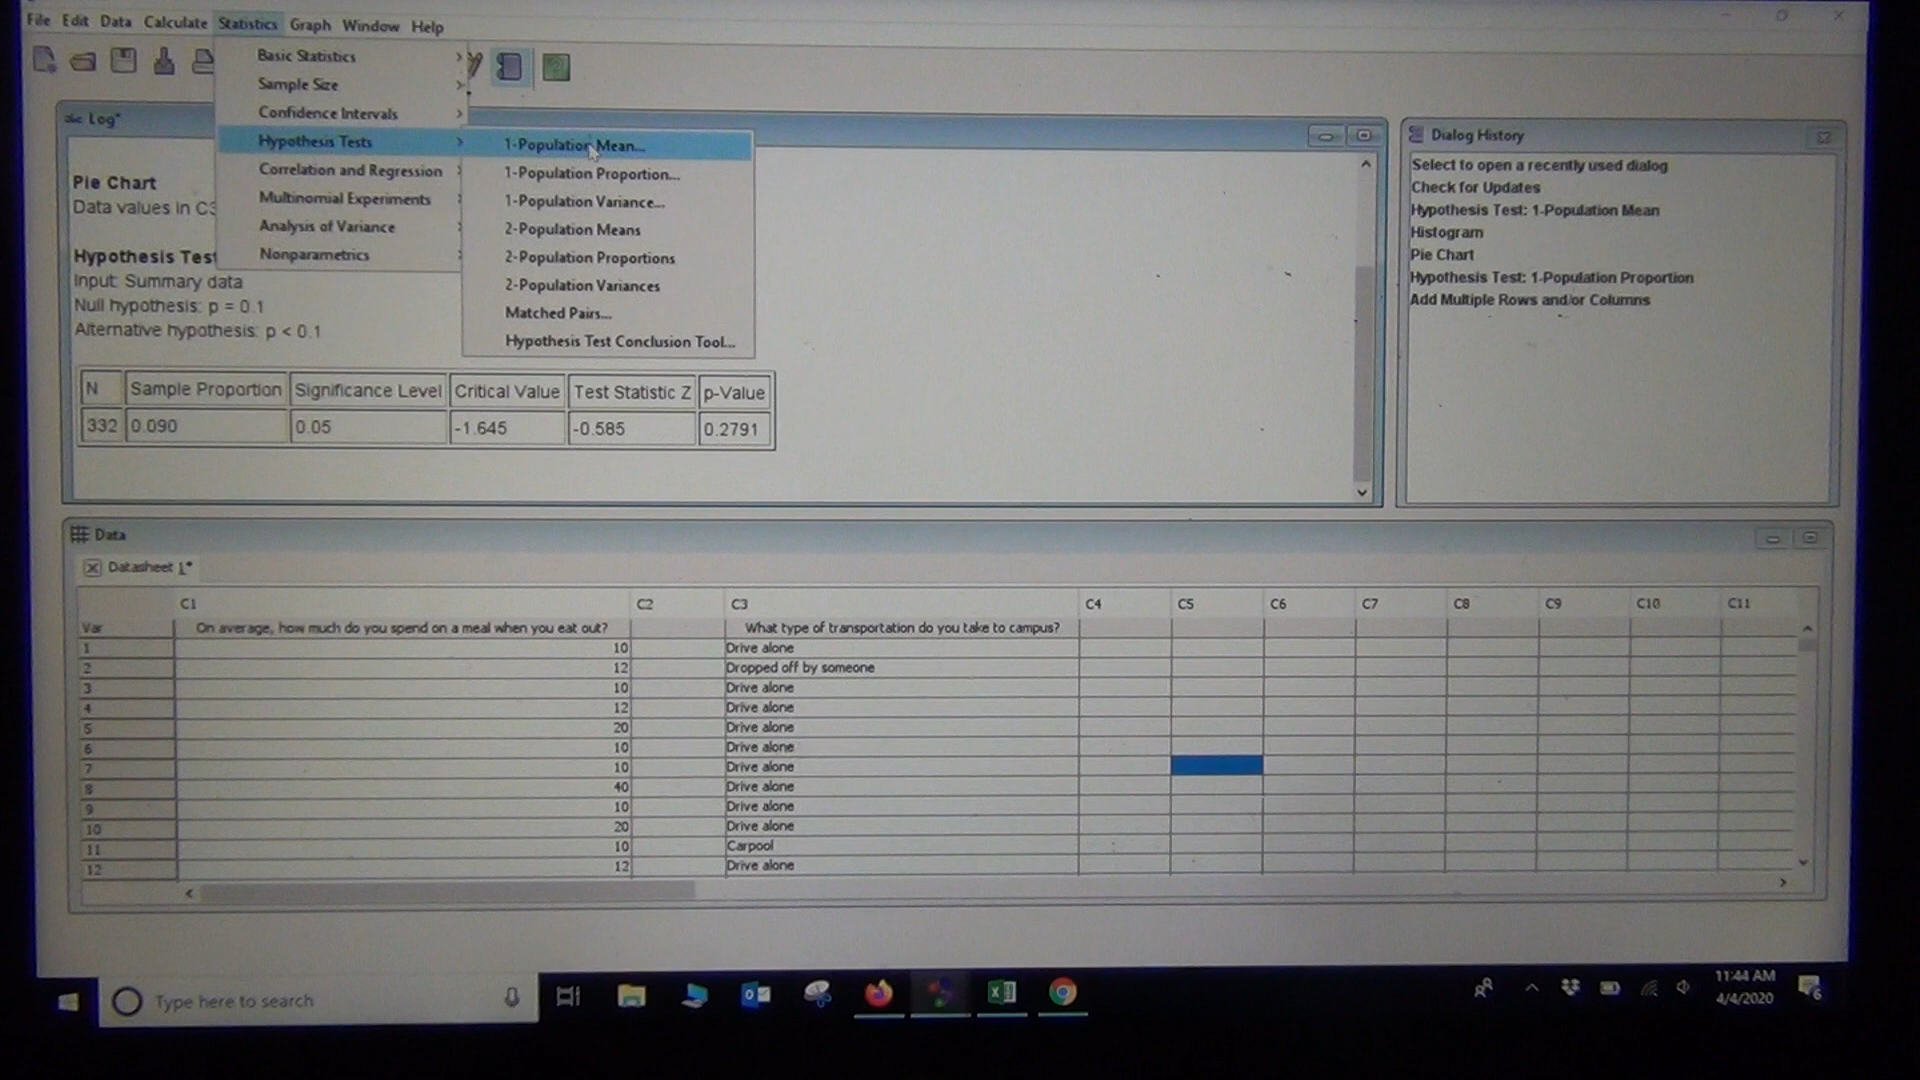 File Edit Data Calculate Statistics Graph Window Help
Basic Statistics
Sample Size
Confidence Intervals
Hypothesis Tests
Correlation and Regression
Multinomial Experiments
Analysis of Variance
Nonparametrics
1-Population Mean...
1-Population Proportion...
1-Population Variance...
2-Population Means
2-Population Proportions
2-Population Variances
Matched Pairs...
Hypothesis Test Conclusion Tool...
Log*
Pie Chart
Data values in C3
Hypothesis Test
Input: Summary data
Null hypothesis: p = 0.1
Alternative hypothesis: p < 0.1
N Sample Proportion Significance Level Critical Value Test Statistic Z p-Value
332 0.090 0.05 -1.645 -0.585 0.2791
Dialog History
Select to open a recently used dialog
Check for Updates
Hypothesis Test: 1-Population Mean
Histogram
Pie Chart
Hypothesis Test: 1-Population Proportion
Add Multiple Rows and/or Columns
Data
Datasheet 1*
C1 C2 C3 C4 C5 C6 C7 C8 C9 C10 C11
Var On average, how much do you spend on a meal when you eat out? What type of transportation do you take to campus?
1 10 Drive alone
2 12 Dropped off by someone
3 10 Drive alone
4 12 Drive alone
5 20 Drive alone
6 10 Drive alone
7 10 Drive alone
8 40 Drive alone
9 10 Drive alone
10 20 Drive alone
11 10 Carpool
12 12 Drive alone
Type here to search
11:44 AM
4/4/2020
6